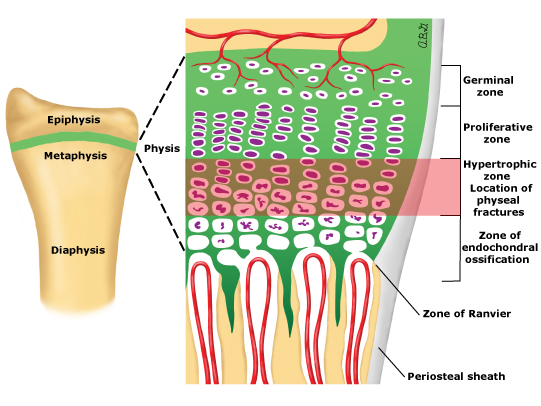 Epiphysis
Metaphysis
Diaphysis
Physis
Germinal
zone
Proliferative
zone
Hypertrophic
zone
Location of
physeal
fractures
Zone of
endochondral
ossification
Zone of Ranvier
Periosteal sheath